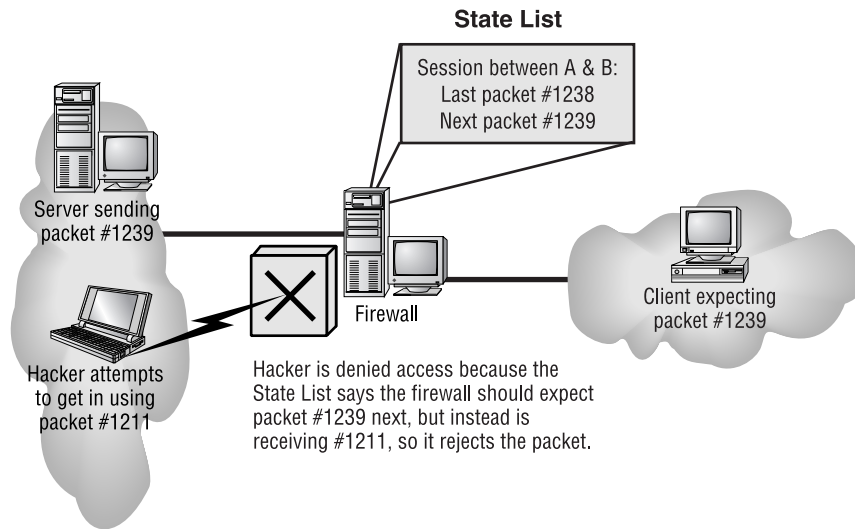 State List
Session between A & B:
Last packet #1238
Next packet #1239
Server sending
packet #1239
Firewall
Client expecting
packet #1239
Hacker attempts
to get in using
packet #1211
Hacker is denied access because the
State List says the firewall should expect
packet #1239 next, but instead is
receiving #1211, so it rejects the packet.